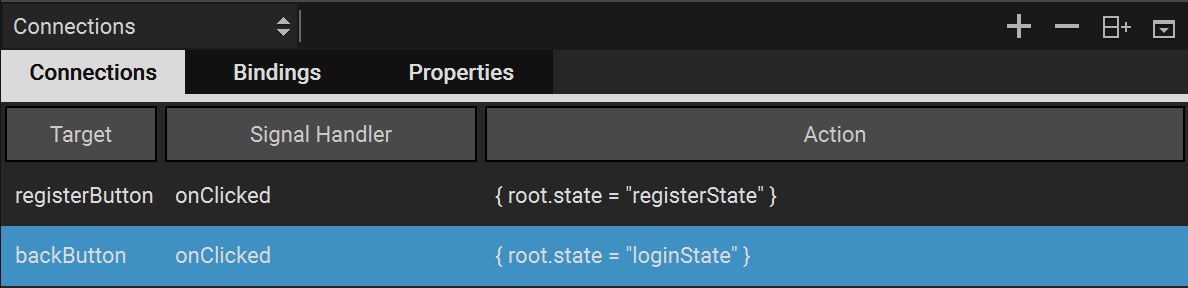 Connections
Connections Bindings Properties
Target Signal Handler Action
registerButton onClicked { root.state = "registerState" }
backButton onClicked { root.state = "loginState" }